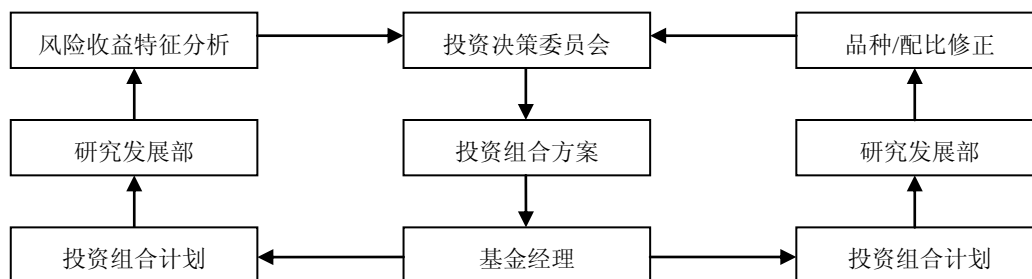 风险收益特征分析
投资决策委员会
品种/配比修正
研究发展部
投资组合方案
研究发展部
投资组合计划
基金经理
投资组合计划